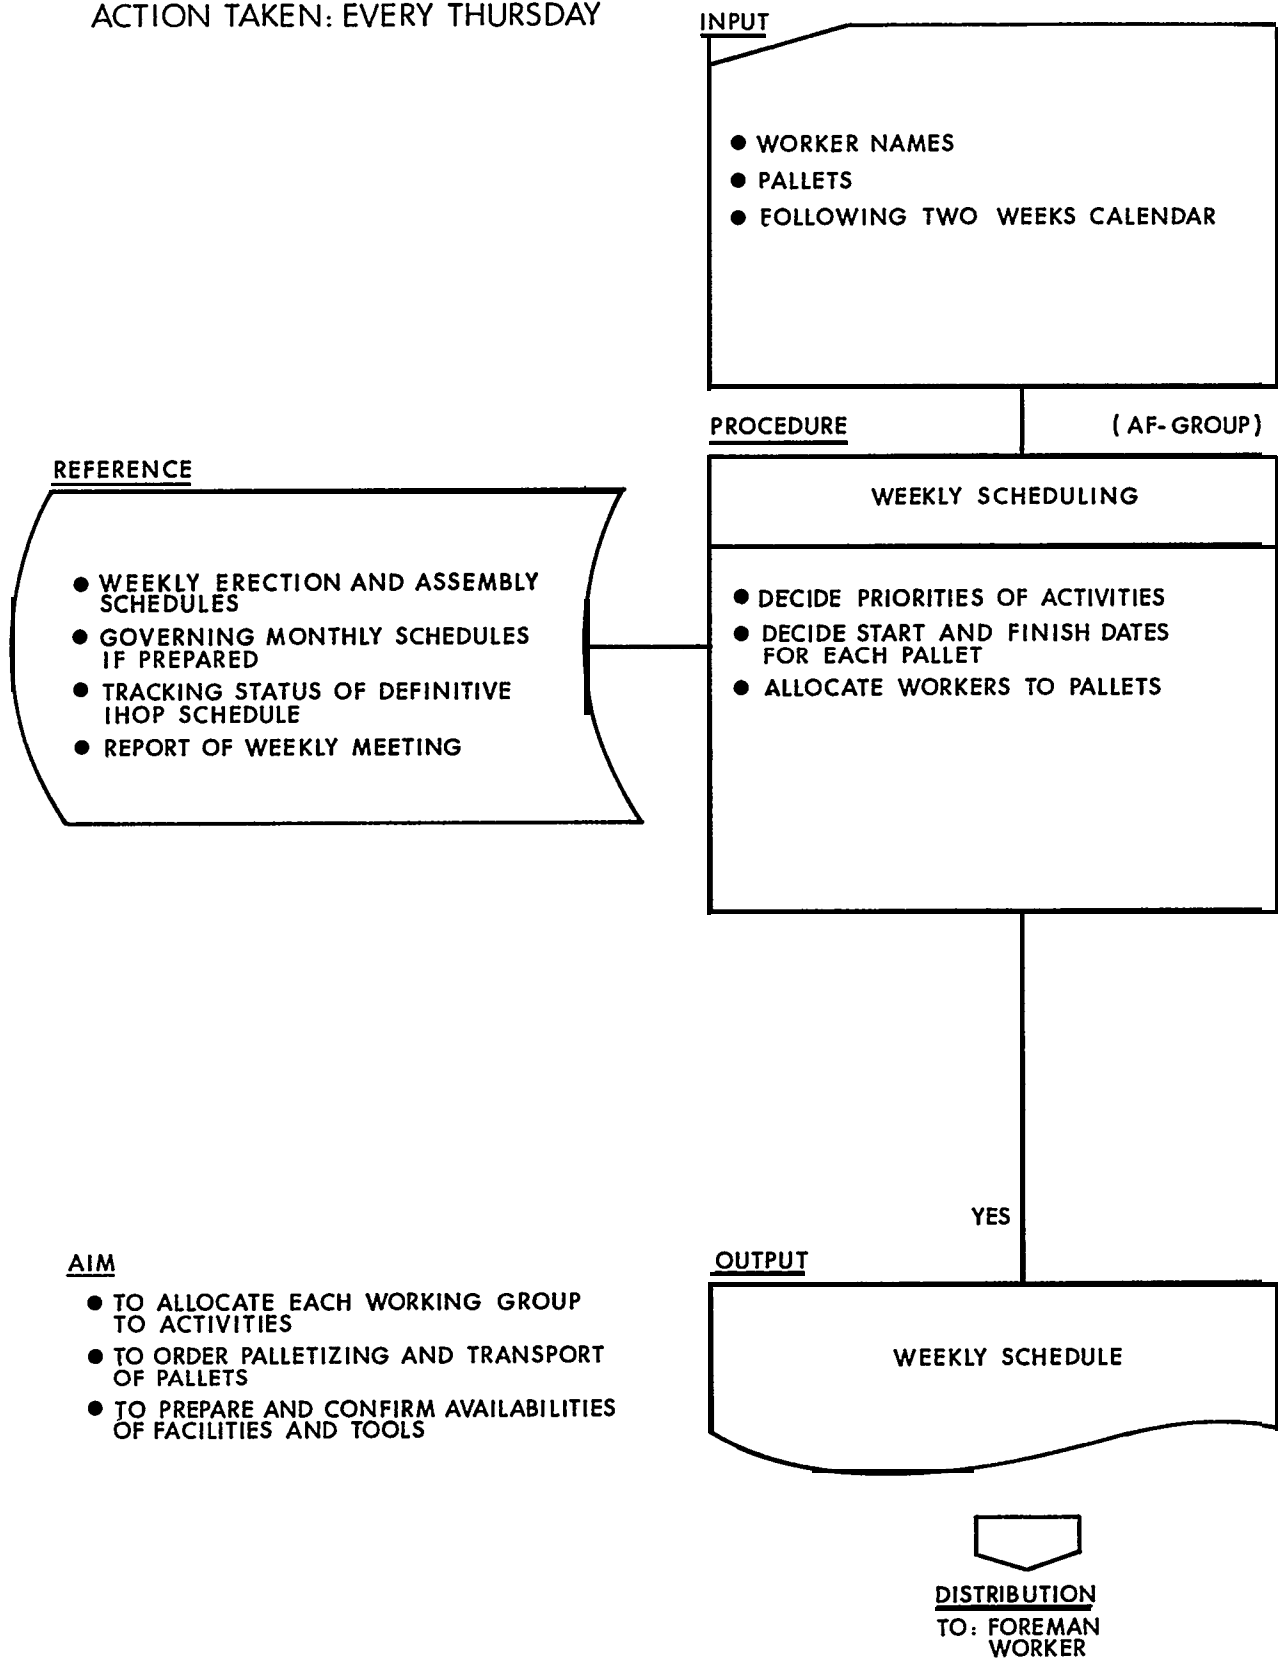 ACTION TAKEN: EVERY THURSDAY
INPUT
● WORKER NAMES
● PALLETS
● FOLLOWING TWO WEEKS CALENDAR
PROCEDURE
(AF-GROUP)
WEEKLY SCHEDULING
● DECIDE PRIORITIES OF ACTIVITIES
● DECIDE START AND FINISH DATES
FOR EACH PALLET
● ALLOCATE WORKERS TO PALLETS
REFERENCE
● WEEKLY ERECTION AND ASSEMBLY
SCHEDULES
● GOVERNING MONTHLY SCHEDULES
IF PREPARED
● TRACKING STATUS OF DEFINITIVE
IHOP SCHEDULE
● REPORT OF WEEKLY MEETING
YES
AIM
● TO ALLOCATE EACH WORKING GROUP
TO ACTIVITIES
● TO ORDER PALLETIZING AND TRANSPORT
OF PALLETS
● TO PREPARE AND CONFIRM AVAILABILITIES
OF FACILITIES AND TOOLS
OUTPUT
WEEKLY SCHEDULE
DISTRIBUTION
TO: FOREMAN
WORKER